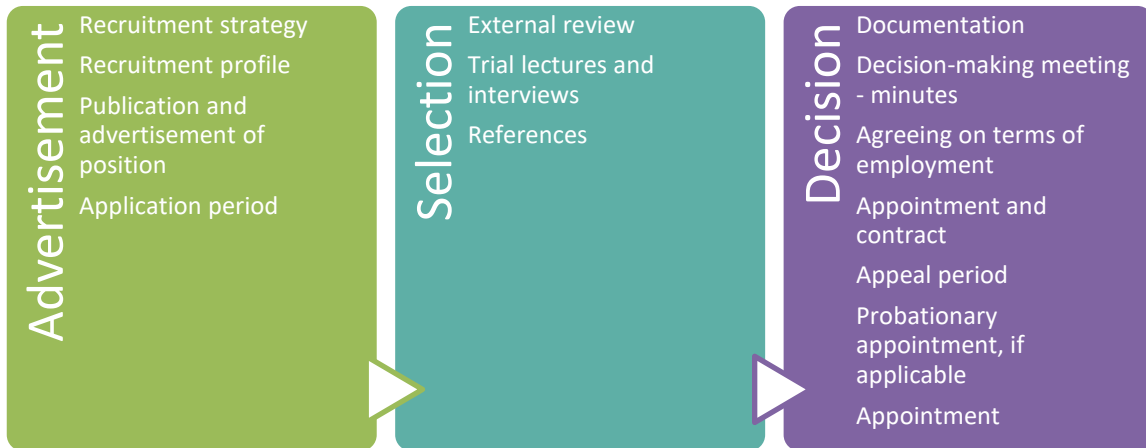 Advertisement
Recruitment strategy
Recruitment profile
Publication and
advertisement of
position
Application period
Selection
External review
Trial lectures and
interviews
References
Decision
Documentation
Decision-making meeting
- minutes
Agreeing on terms of
employment
Appointment and
contract
Appeal period
Probationary
appointment, if
applicable
Appointment